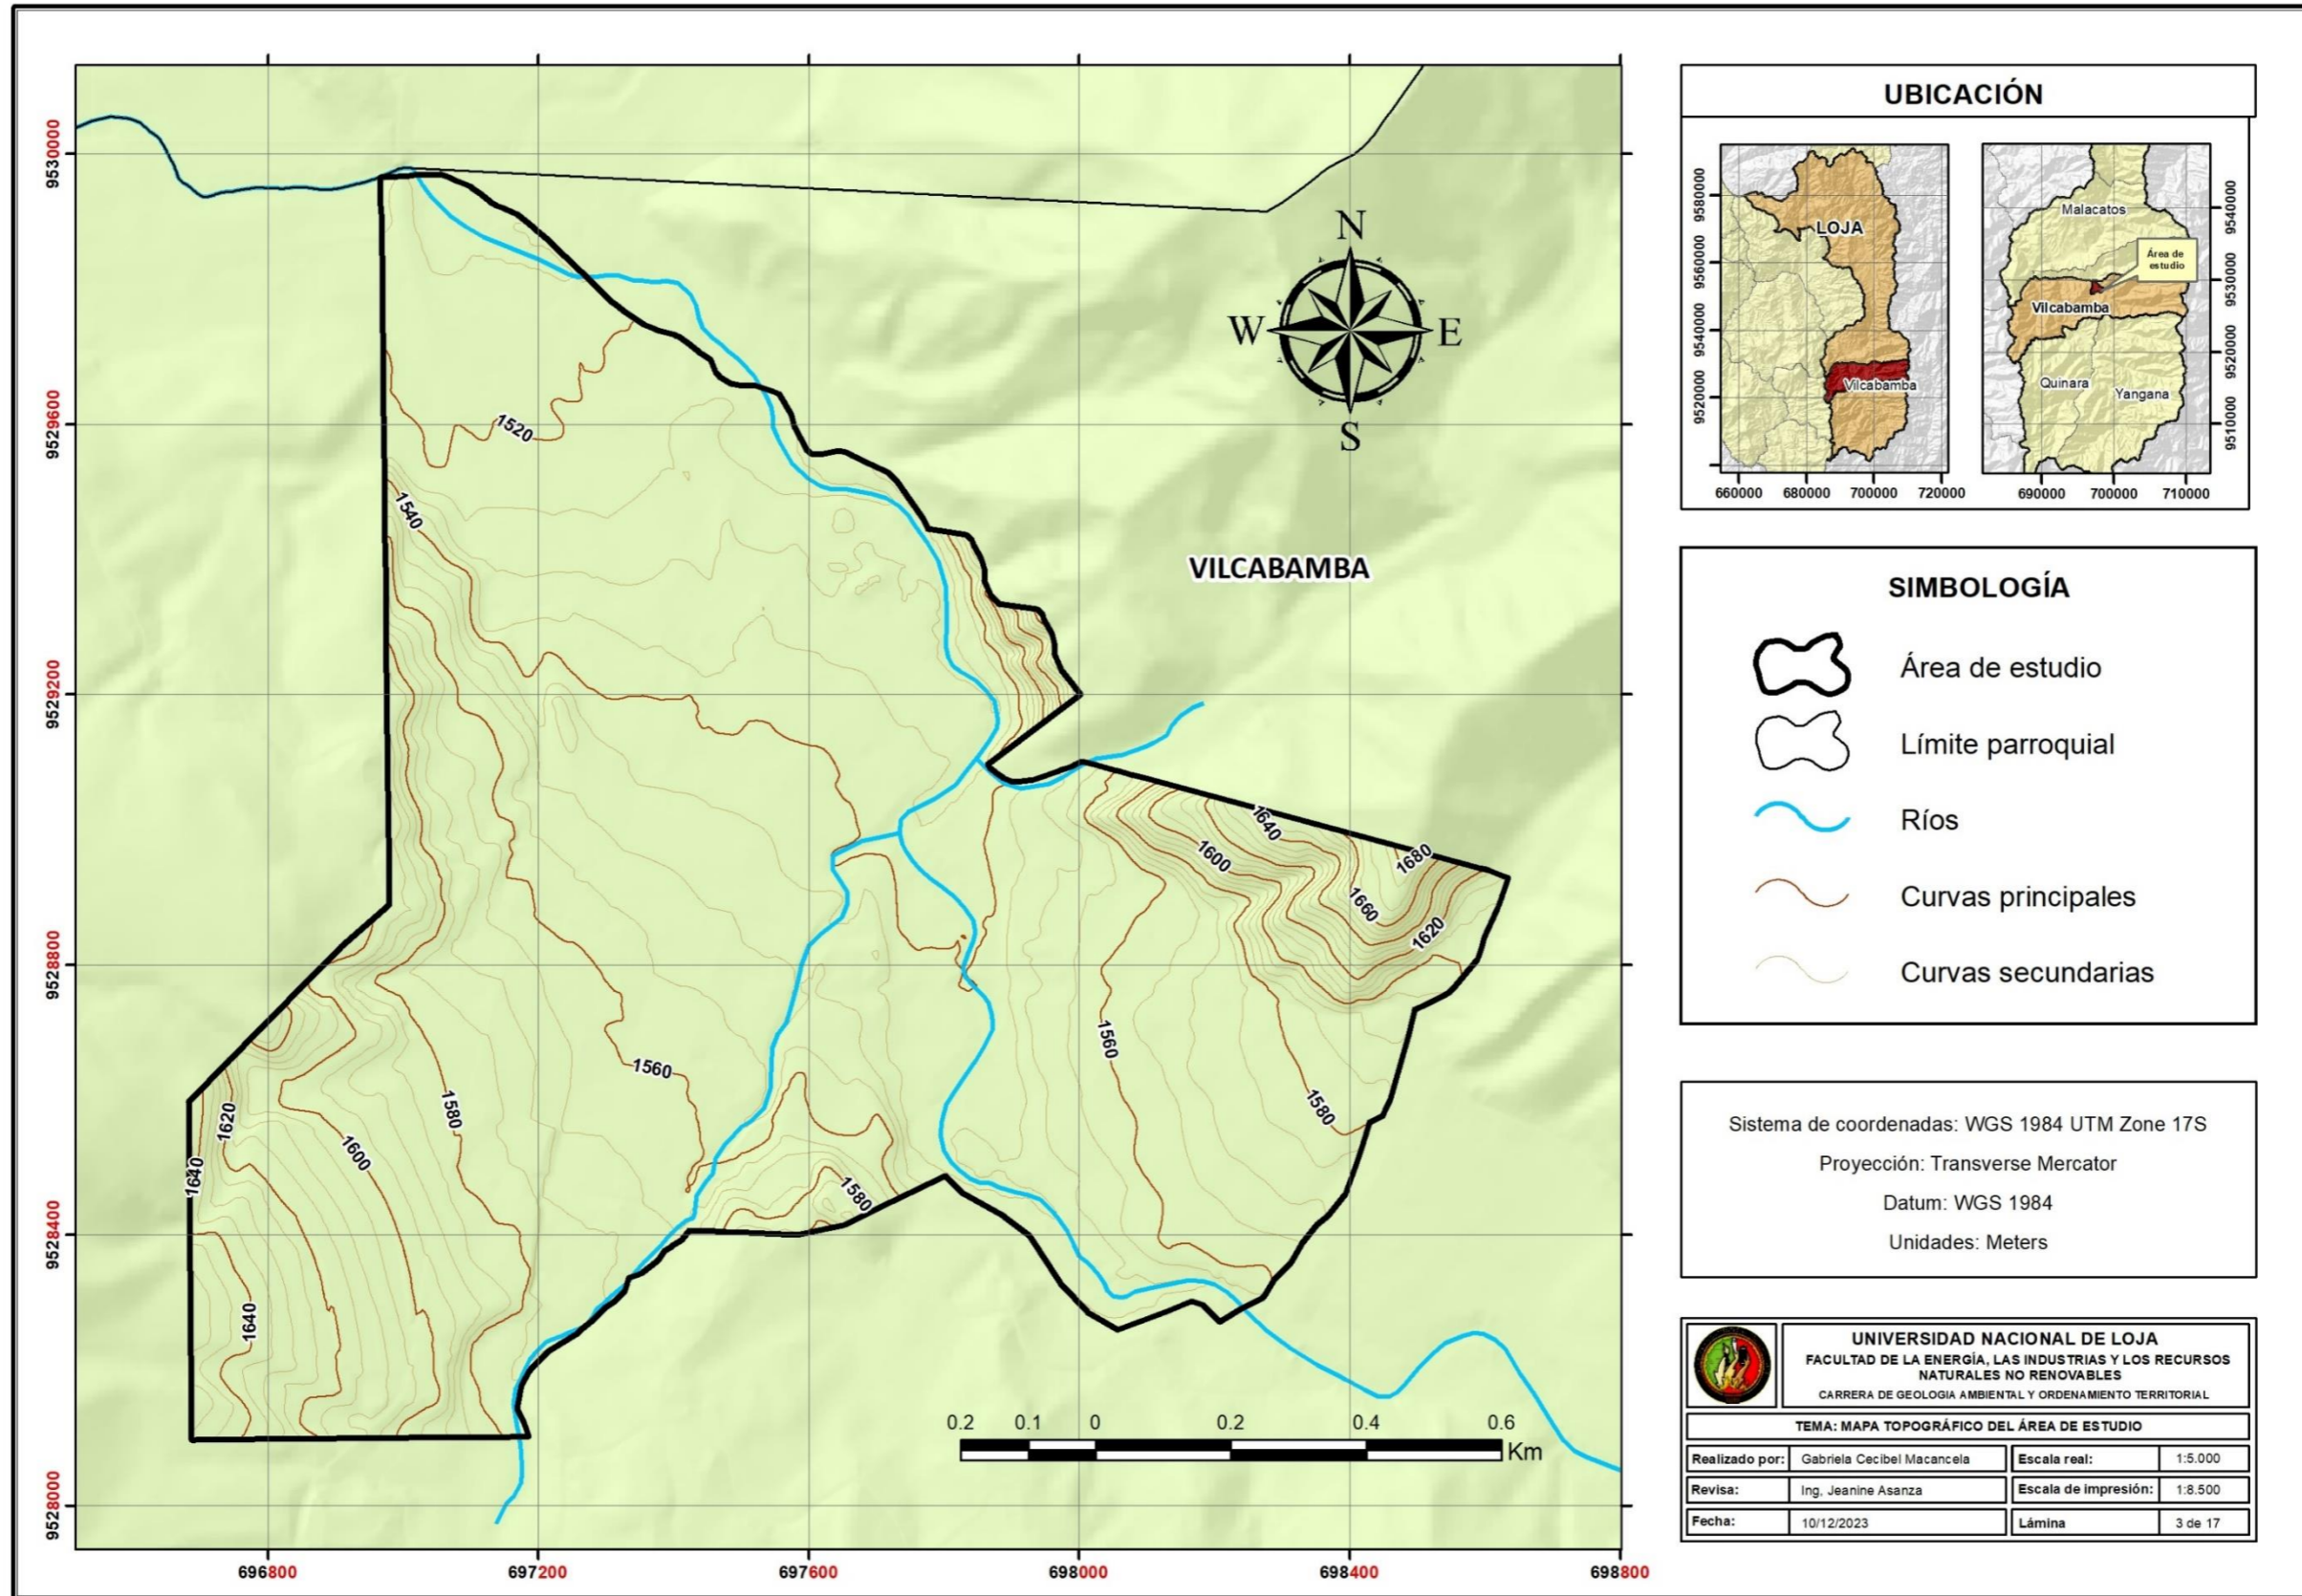 9530000
9529600
9529200
9528800
9528400
9528000
696800
697200
697600
698000
698400
698800
N
W
E
S
VILCABAMBA
1520
1540
1640
1600
1680
1660
1620
1560
1560
1580
1580
1620
1600
1640
1580
1640
0.2 0.1 0 0.2 0.4 0.6
Km
UBICACIÓN
9580000
9560000
9540000
9520000
LOJA
Vilcabamba
660000 680000 700000 720000
Malacatos
Área de
estudio
Vilcabamba
Quinara
Yangana
9540000
9530000
9520000
9510000
690000 700000 710000
SIMBOLOGÍA
Área de estudio
Límite parroquial
Ríos
Curvas principales
Curvas secundarias
Sistema de coordenadas: WGS 1984 UTM Zone 17S
Proyección: Transverse Mercator
Datum: WGS 1984
Unidades: Meters
UNIVERSIDAD NACIONAL DE LOJA
FACULTAD DE LA ENERGÍA, LAS INDUSTRIAS Y LOS RECURSOS
NATURALES NO RENOVABLES
CARRERA DE GEOLOGIA AMBIENTAL Y ORDENAMIENTO TERRITORIAL
TEMA: MAPA TOPOGRÁFICO DEL ÁREA DE ESTUDIO
Realizado por: Gabriela Cecibel Macancela Escala real: 1:5.000
Revisa: Ing, Jeanine Asanza Escala de impresión: 1:8.500
Fecha: 10/12/2023 Lámina 3 de 17